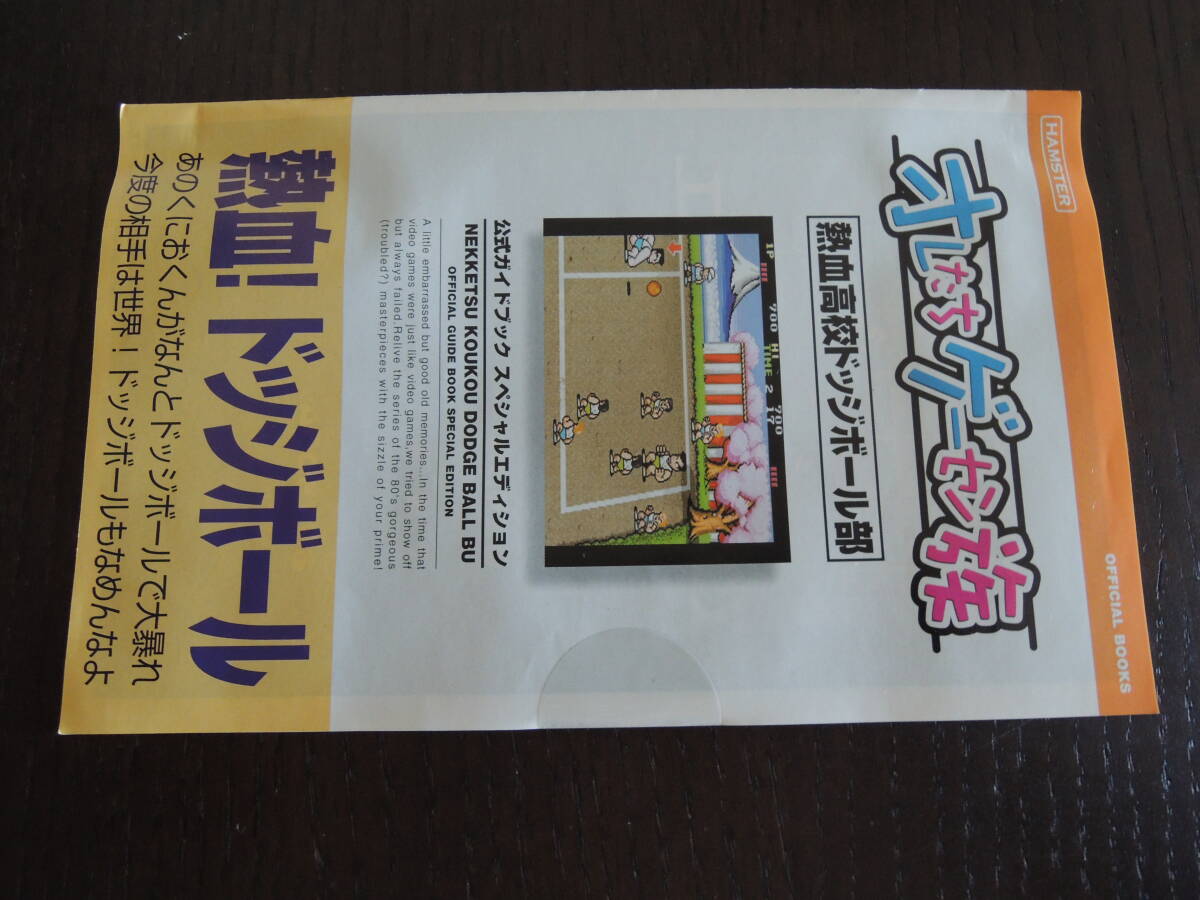 HAMSTER
OFFICIAL BOOKS
オレたちゲーセン族
熱血高校ドッジボール部
1P 700 HI 700
TIME 2 17
公式ガイドブック スペシャルエディション
NEKKETSU KOUKOU DODGE BALL BU
OFFICIAL GUIDE BOOK SPECIAL EDITION
A little embarrassed but good old memories...In the time that
video games were just like video games,we tried to show off
but always failed.Relive the series of the 80's gorgeous
(troubled?) masterpieces with the sizzle of your prime!
熱血!ドッジボール
あのくにおくんがなんとドッジボールで大暴れ
今度の相手は世界!ドッジボールもなめんなよ